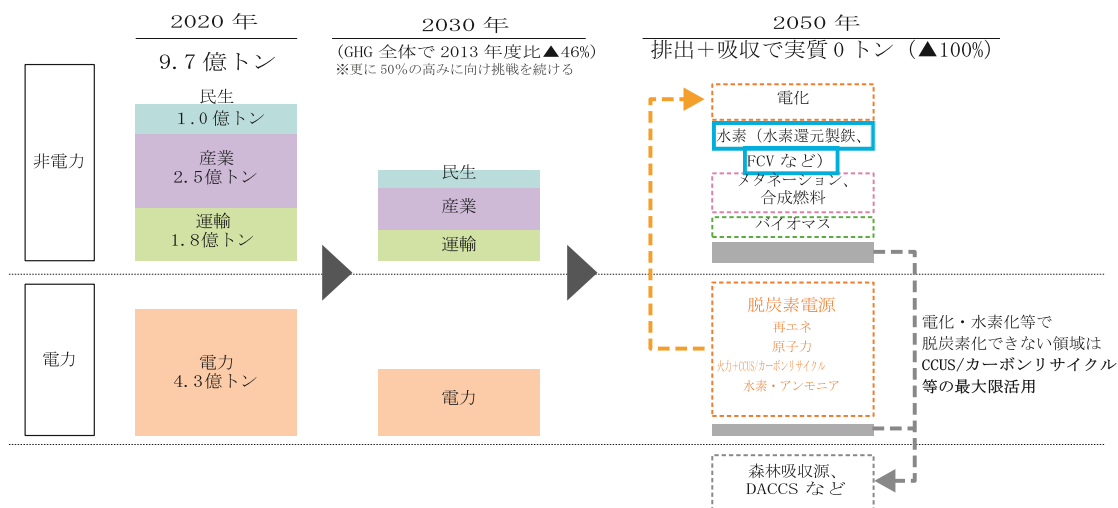 2020 年
9.7 億トン
2030 年
(GHG 全体で 2013 年度比▲46%)
※更に 50%の高みに向け挑戦を続ける
2050 年
排出＋吸収で実質 0 トン（▲100%）
非電力
民生
1.0 億トン
産業
2.5億トン
運輸
1.8億トン
民生
産業
運輸
電化
水素（水素還元製鉄、
FCV など）
メタネーション、
合成燃料
バイオマス
電力
電力
4.3億トン
電力
脱炭素電源
再エネ
原子力
火力+CCUS/カーボンリサイクル
水素・アンモニア
電化・水素化等で
脱炭素化できない領域は
CCUS/カーボンリサイクル
等の最大限活用
森林吸収源、
DACCS など